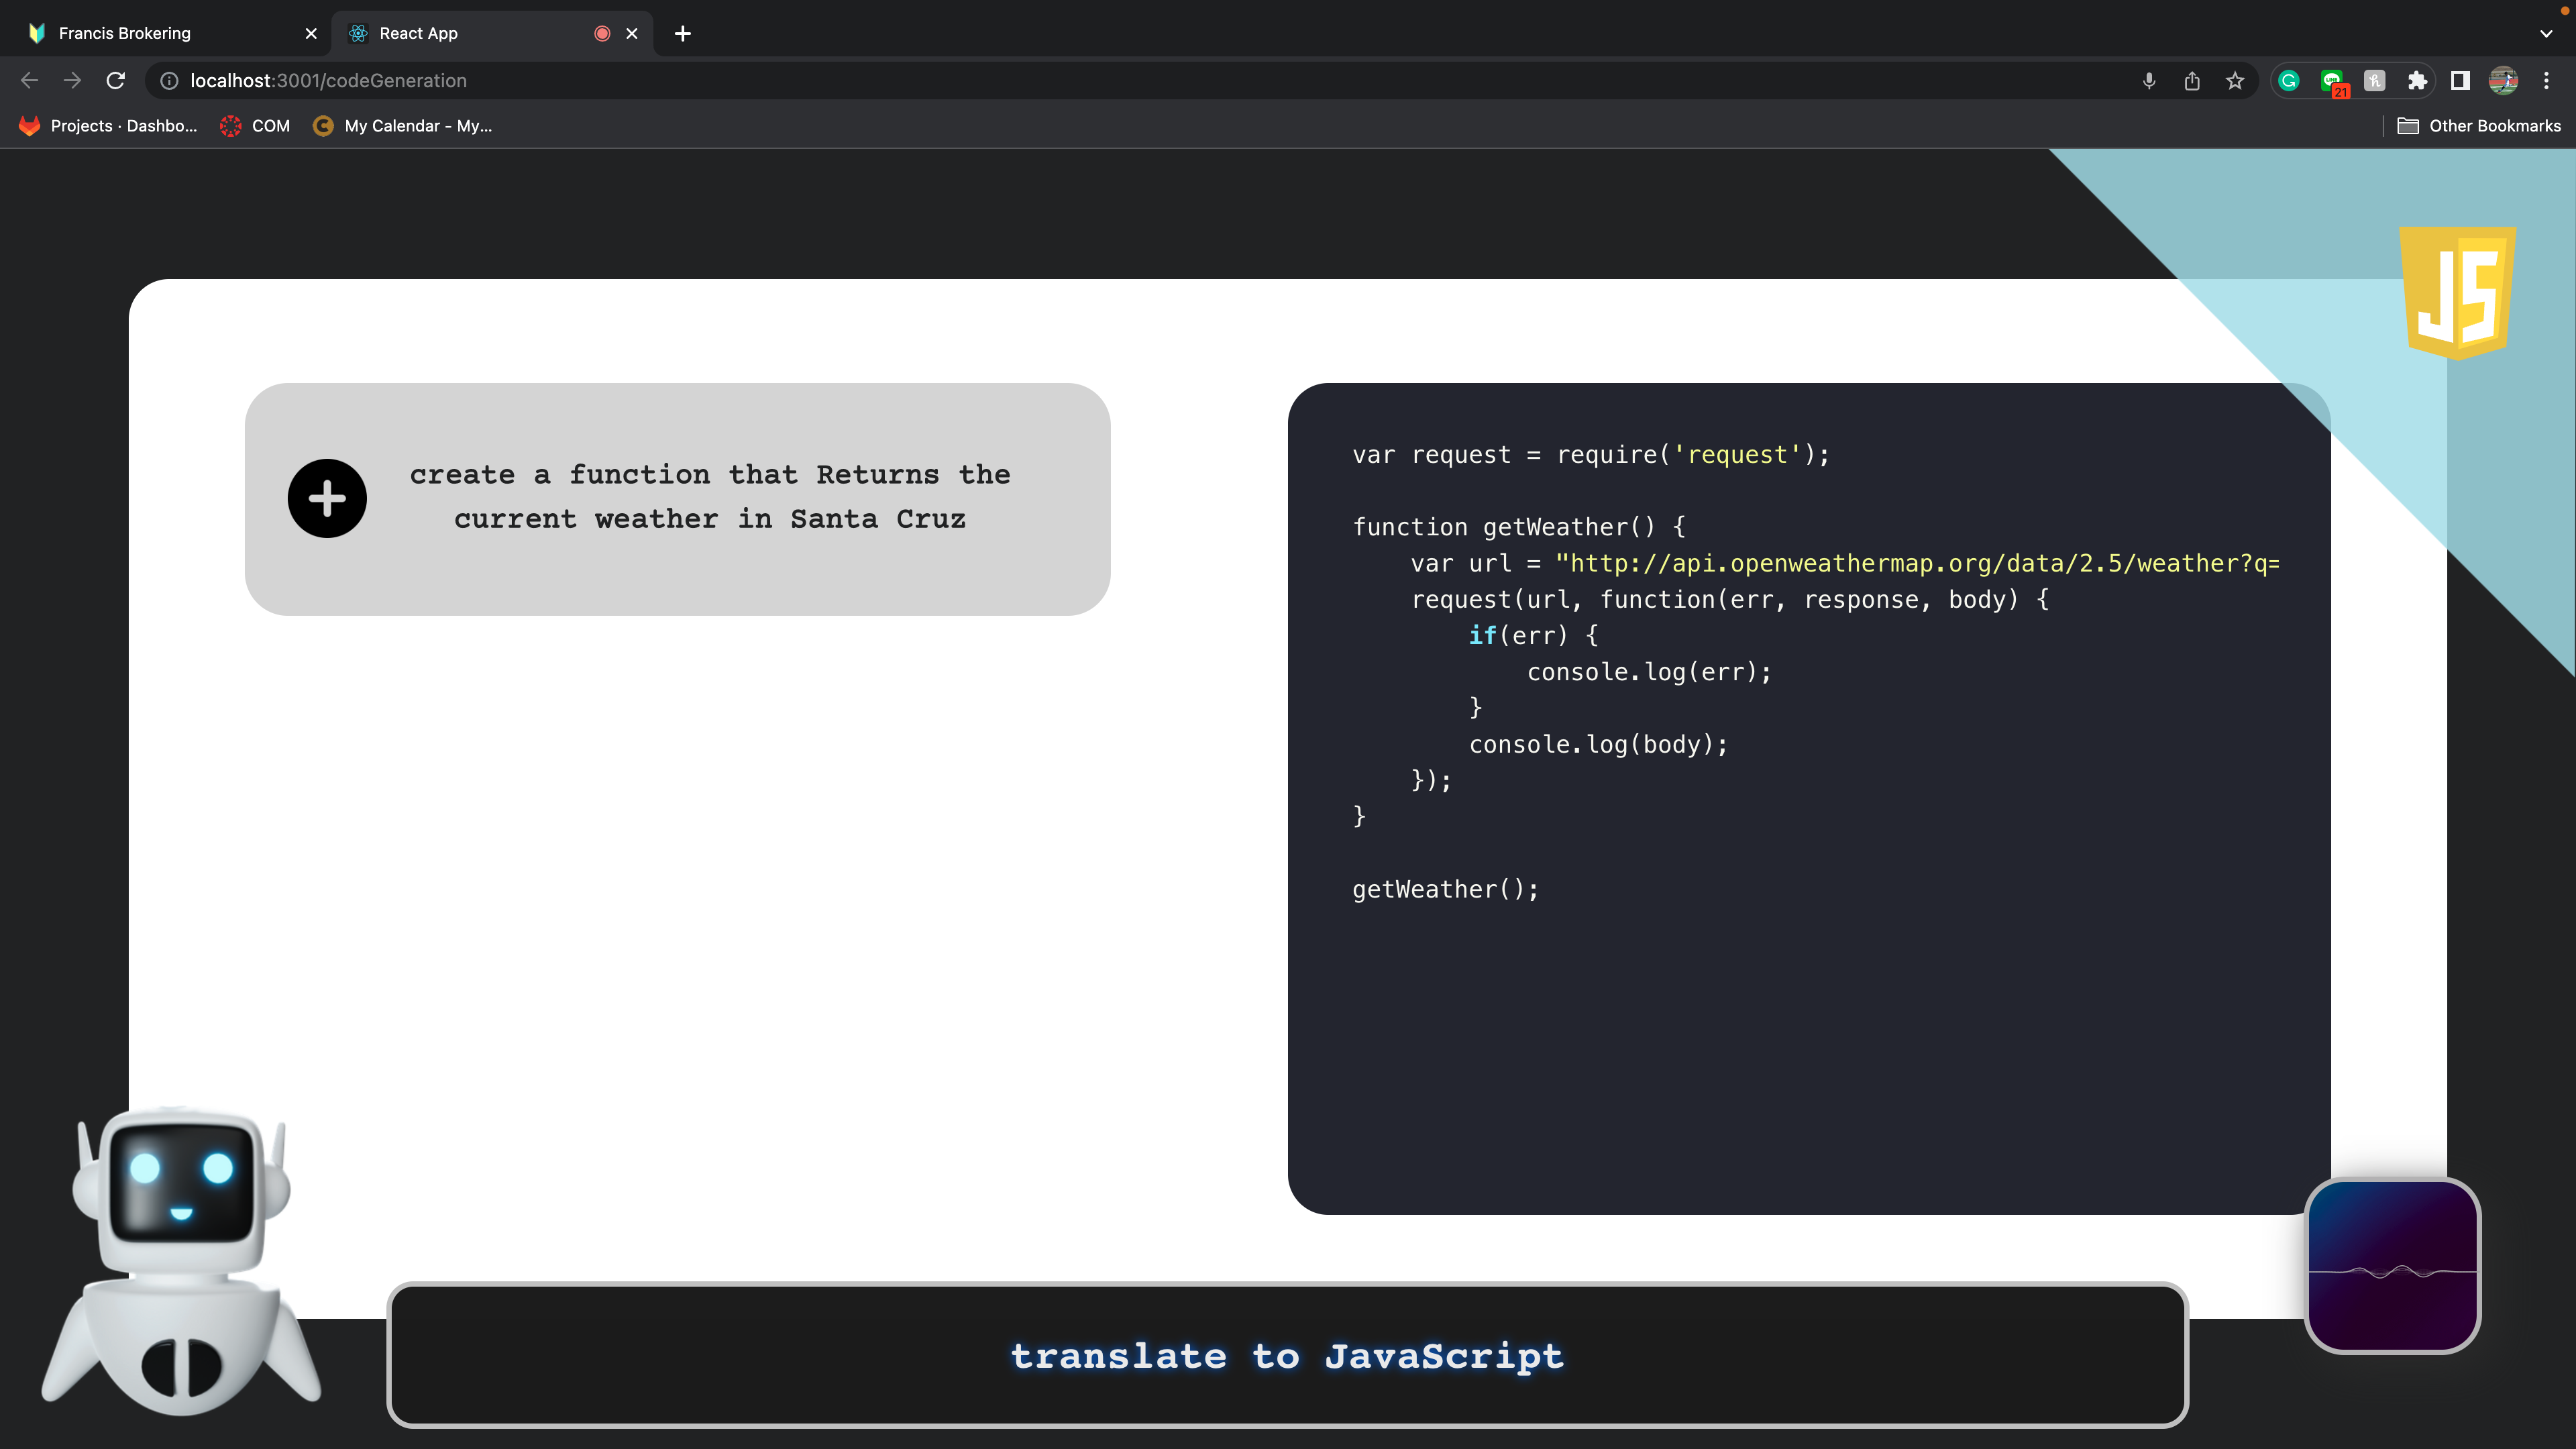 Francis Brokering
React App
localhost:3001/codeGeneration
21
Projects · Dashbo...
COM
My Calendar - My...
Other Bookmarks
JS
create a function that Returns the
current weather in Santa Cruz
var request = require('request');
function getWeather() {
    var url = "http://api.openweathermap.org/data/2.5/weather?q=
    request(url, function(err, response, body) {
        if(err) {
            console.log(err);
        }
        console.log(body);
    });
}
getWeather();
translate to JavaScript